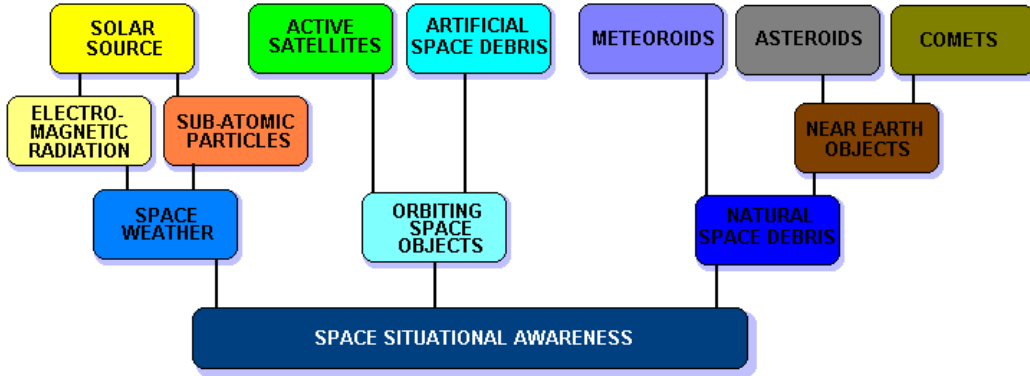 SOLAR
SOURCE
ACTIVE
SATELLITES
ARTIFICIAL
SPACE DEBRIS
METEOROIDS
ASTEROIDS
COMETS
ELECTRO-
MAGNETIC
RADIATION
SUB-ATOMIC
PARTICLES
NEAR EARTH
OBJECTS
SPACE
WEATHER
ORBITING
SPACE
OBJECTS
NATURAL
SPACE DEBRIS
SPACE SITUATIONAL AWARENESS